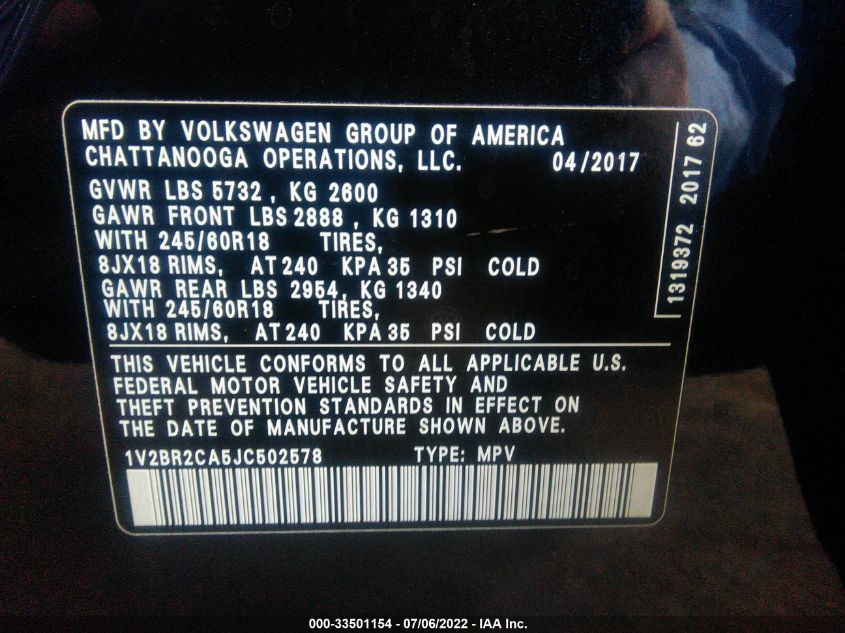 MFD BY VOLKSWAGEN GROUP OF AMERICA
CHATTANOOGA OPERATIONS, LLC. 04/2017
GVWR LBS 5732, KG 2600
GAWR FRONT LBS 2888, KG 1310
WITH 245/60R18 TIRES,
8JX18 RIMS, AT 240 KPA 35 PSI COLD
GAWR REAR LBS 2954, KG 1340
WITH 245/60R18 TIRES,
8JX18 RIMS, AT 240 KPA 35 PSI COLD
THIS VEHICLE CONFORMS TO ALL APPLICABLE U.S.
FEDERAL MOTOR VEHICLE SAFETY AND
THEFT PREVENTION STANDARDS IN EFFECT ON
THE DATE OF MANUFACTURE SHOWN ABOVE.
1V2BR2CA5JC502578 TYPE: MPV
1319372 2017 62
000-33501154 - 07/06/2022 - IAA Inc.